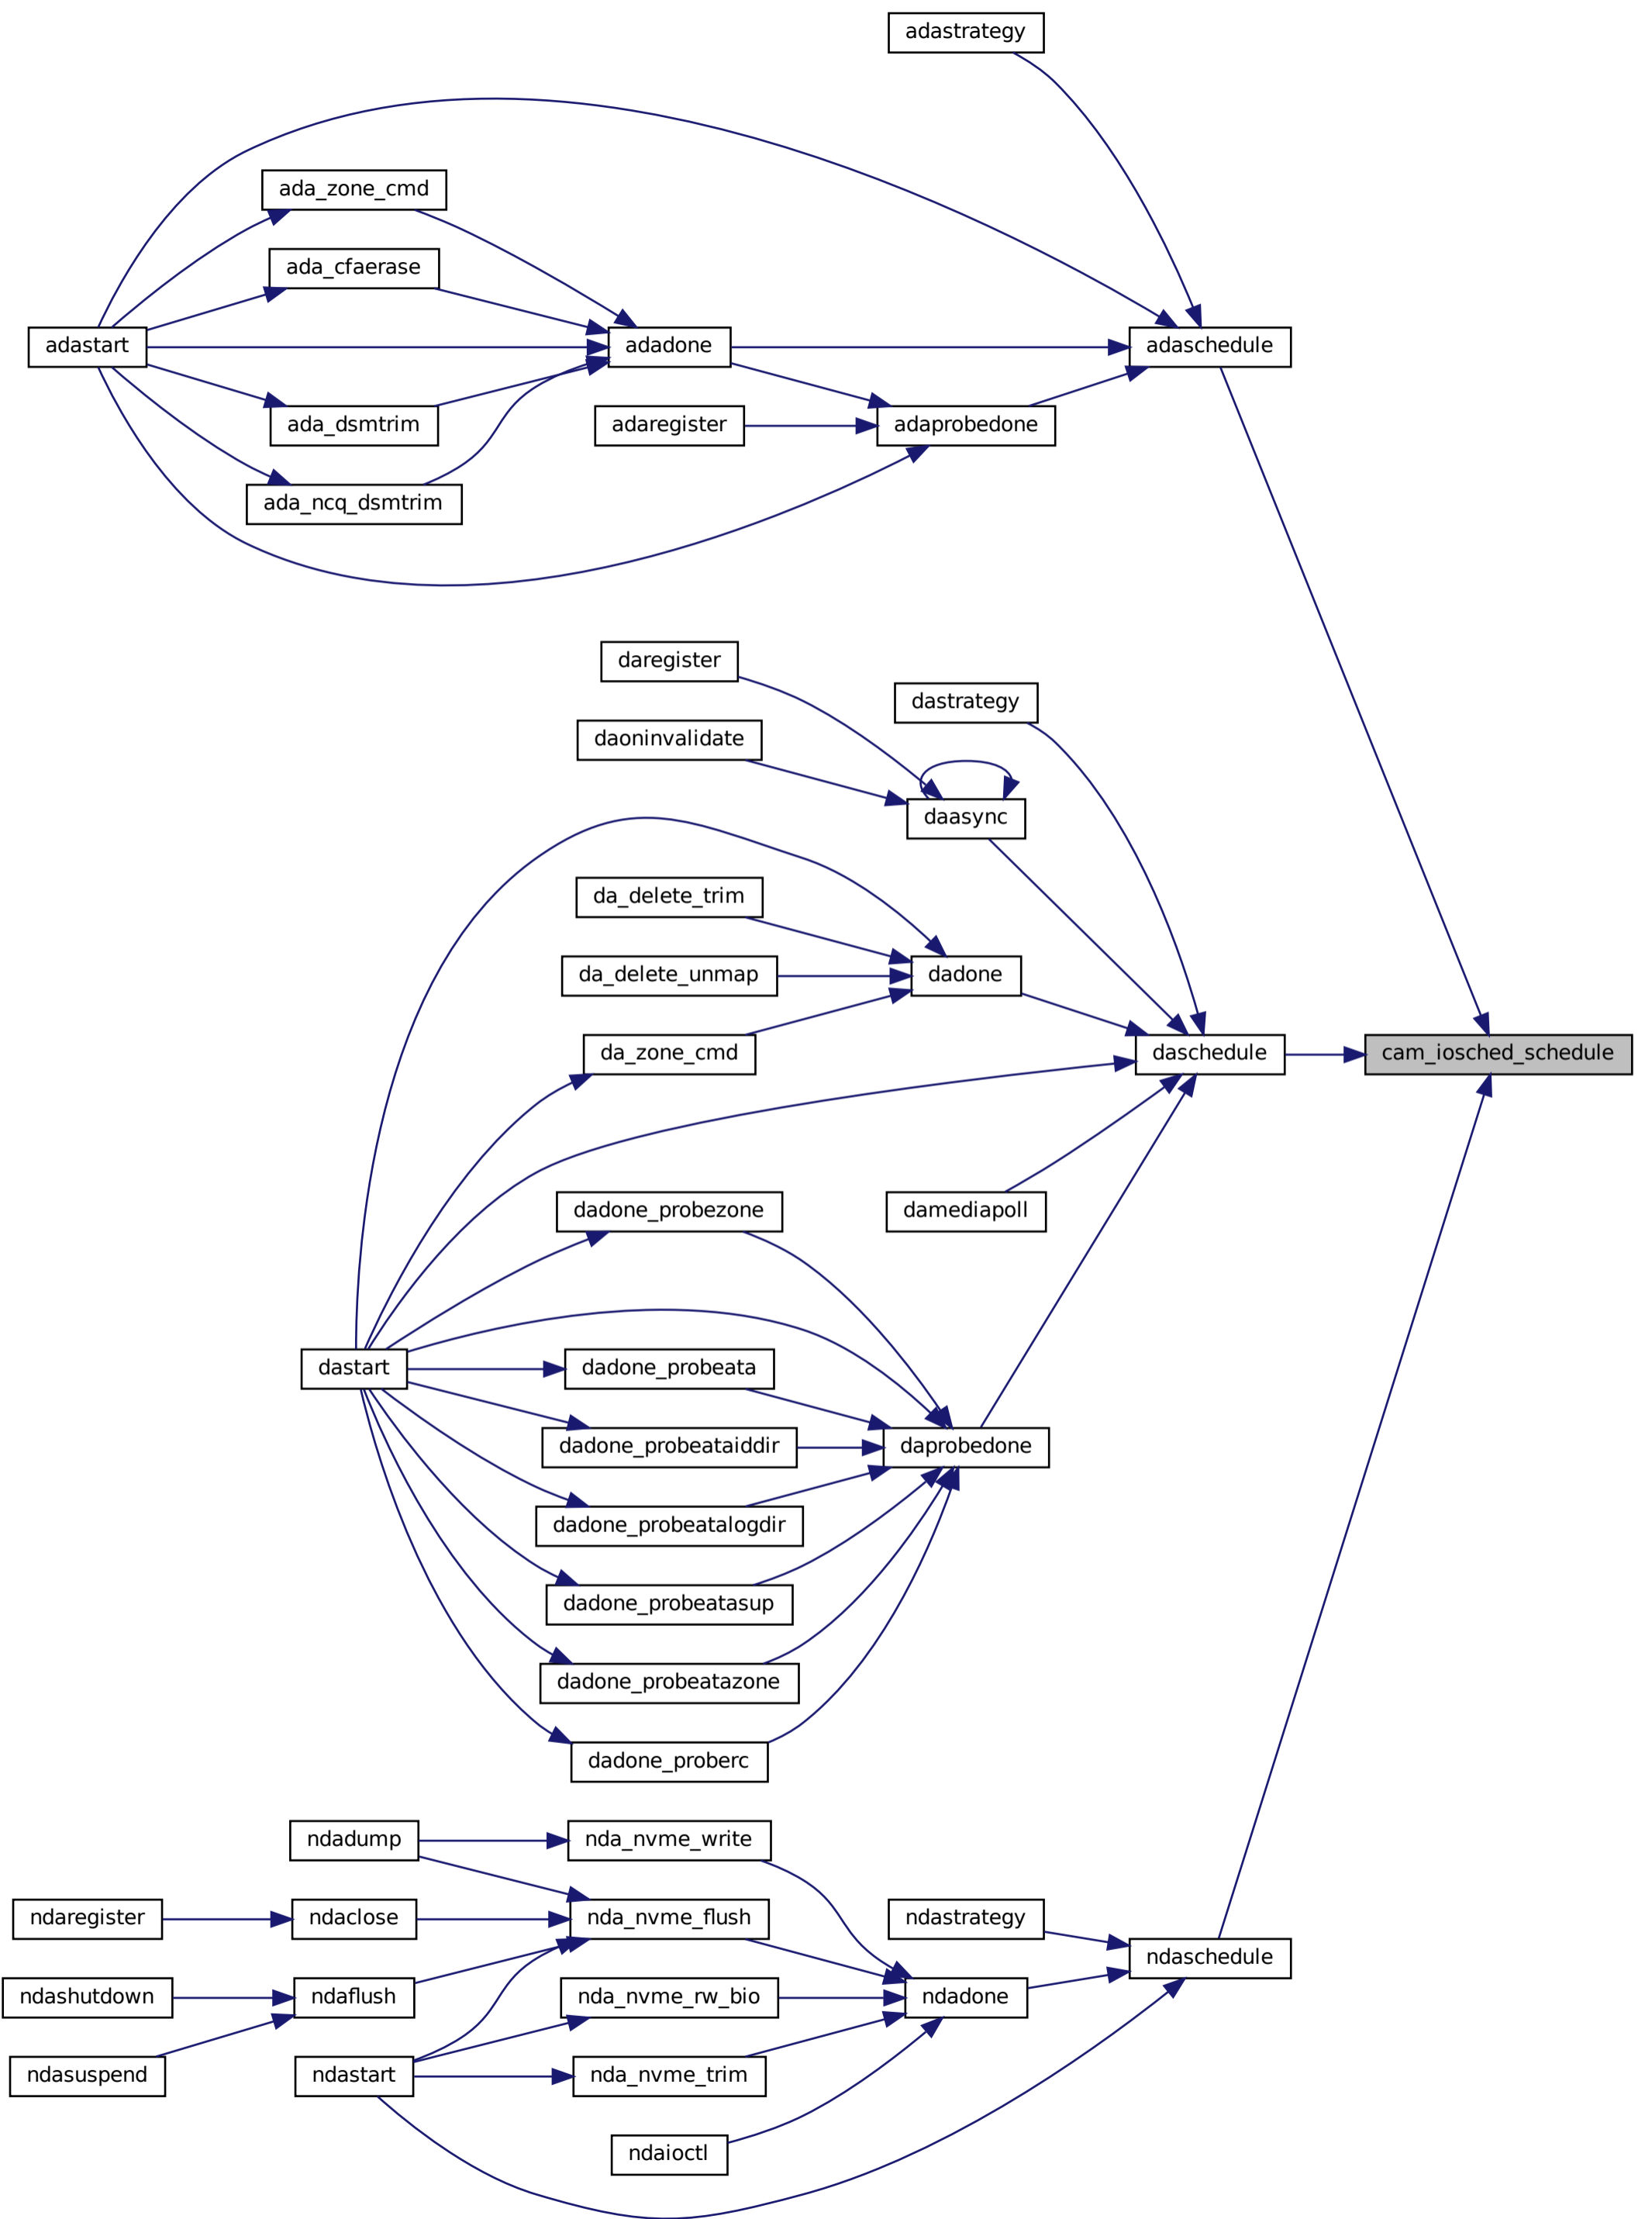 adastrategy
ada_zone_cmd
ada_cfaerase
adastart
adadone
adaschedule
ada_dsmtrim
adaregister
adaprobedone
ada_ncq_dsmtrim
daregister
dastrategy
daoninvalidate
daasync
da_delete_trim
da_delete_unmap
dadone
da_zone_cmd
daschedule
cam_iosched_schedule
dadone_probezone
damediapoll
dastart
dadone_probeata
dadone_probeataiddir
daprobedone
dadone_probeatalogdir
dadone_probeatasup
dadone_probeatazone
dadone_proberc
ndadump
nda_nvme_write
ndaregister
ndaclose
nda_nvme_flush
ndastrategy
ndaschedule
ndashutdown
ndaflush
nda_nvme_rw_bio
ndadone
ndasuspend
ndastart
nda_nvme_trim
ndaioctl